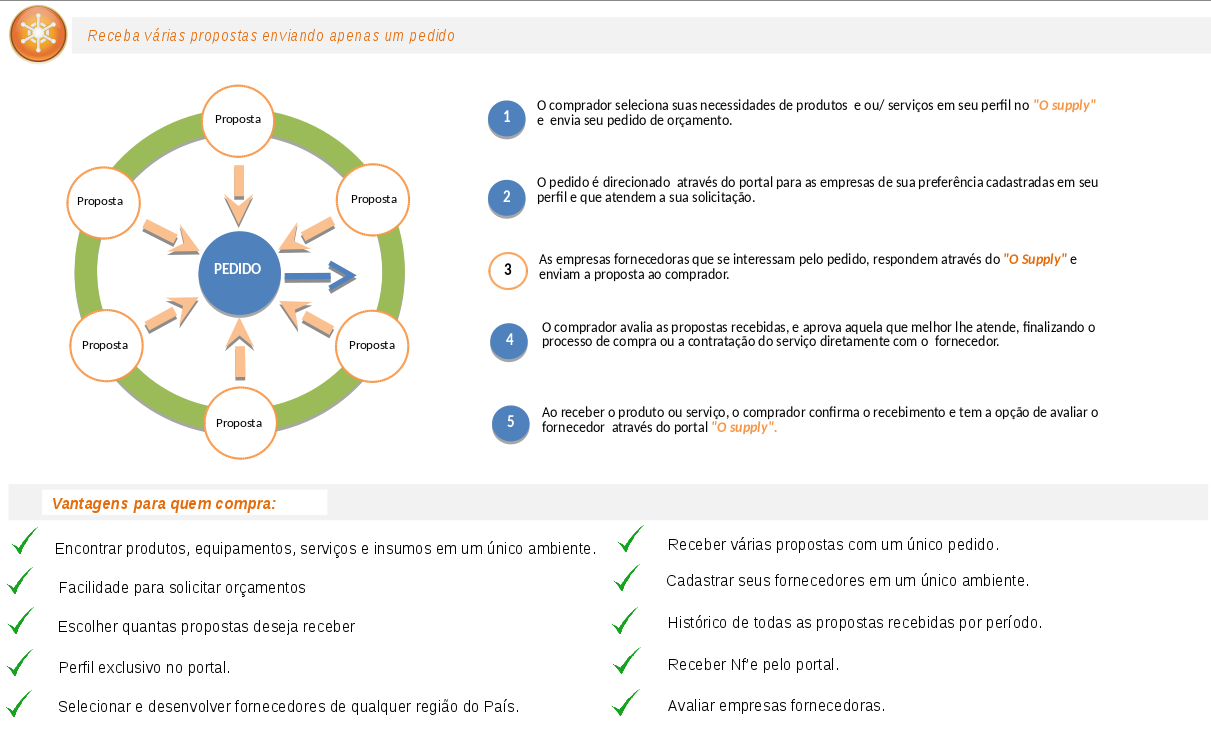 Receba várias propostas enviando apenas um pedido
Proposta
Proposta
Proposta
PEDIDO
Proposta
Proposta
Proposta
1
O comprador seleciona suas necessidades de produtos e ou/ serviços em seu perfil no "O supply"
e envia seu pedido de orçamento.
2
O pedido é direcionado através do portal para as empresas de sua preferência cadastradas em seu
perfil e que atendem a sua solicitação.
3
As empresas fornecedoras que se interessam pelo pedido, respondem através do "O Supply" e
enviam a proposta ao comprador.
4
O comprador avalia as propostas recebidas, e aprova aquela que melhor lhe atende, finalizando o
processo de compra ou a contratação do serviço diretamente com o fornecedor.
5
Ao receber o produto ou serviço, o comprador confirma o recebimento e tem a opção de avaliar o
fornecedor através do portal "O supply".
Vantagens para quem compra:
Encontrar produtos, equipamentos, serviços e insumos em um único ambiente.
Facilidade para solicitar orçamentos
Escolher quantas propostas deseja receber
Perfil exclusivo no portal.
Selecionar e desenvolver fornecedores de qualquer região do País.
Receber várias propostas com um único pedido.
Cadastrar seus fornecedores em um único ambiente.
Histórico de todas as propostas recebidas por período.
Receber Nf'e pelo portal.
Avaliar empresas fornecedoras.